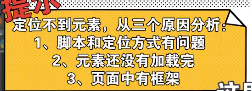 提示
定位不到元素，从三个原因分析：
1、脚本和定位方式有问题
2、元素还没有加载完
3、页面中有框架